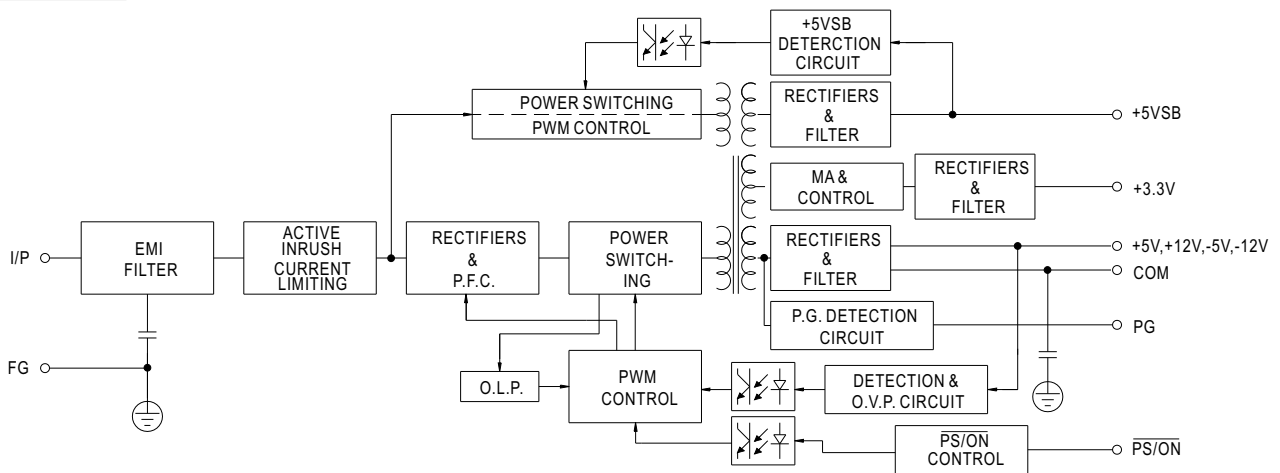 +5VSB
DETERCTION
CIRCUIT
POWER SWITCHING
PWM CONTROL
RECTIFIERS
&
FILTER
+5VSB
MA &
CONTROL
RECTIFIERS
&
FILTER
+3.3V
I/P
EMI
FILTER
ACTIVE
INRUSH
CURRENT
LIMITING
RECTIFIERS
&
P.F.C.
POWER
SWITCH-
ING
RECTIFIERS
&
FILTER
+5V,+12V,-5V,-12V
COM
P.G. DETECTION
CIRCUIT
PG
FG
O.L.P.
PWM
CONTROL
DETECTION &
O.V.P. CIRCUIT
PS/ON
CONTROL
PS/ON